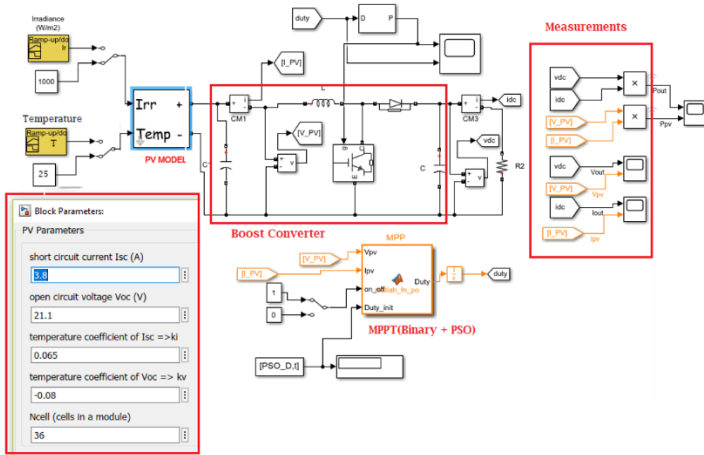 Irradiance
(W/m2)
Ramp-up/do
Ir
1000
Temperature
Ramp-up/do
T
25
Irr +
Temp -
PV MODEL
duty
D
P
[I_PV]
CM1
L
[V_PV]
C
C
CM3
idc
vdc
R2
Boost Converter
Measurements
vdc
idc
Pout
[V_PV]
[I_PV]
Ppv
vdc
Vout
[V_PV]
Vpv
idc
Iout
[I_PV]
Ipv
Block Parameters:
PV Parameters
short circuit current Isc (A)
3.8
open circuit voltage Voc (V)
21.1
temperature coefficient of Isc =>ki
0.065
temperature coefficient of Voc => kv
-0.08
Ncell (cells in a module)
36
MPP
[V_PV]
Vpv
[I_PV]
Ipv
1
on_off
0
Duty_init
Duty
duty
MPPT(Binary + PSO)
[PSO_D,t]